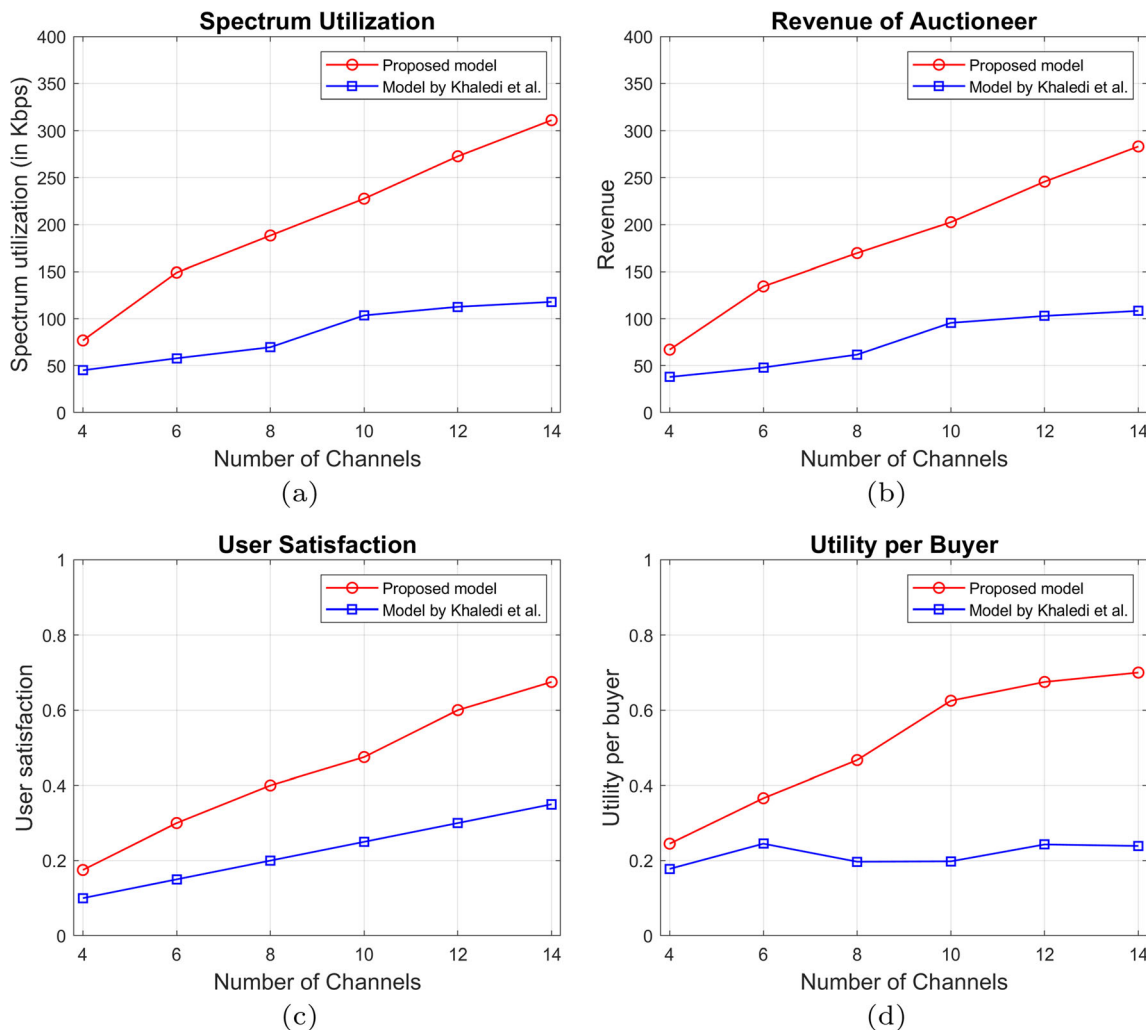 Spectrum Utilization
400
350
300
250
200
150
100
50
0
Spectrum utilization (in Kbps)
Proposed model
Model by Khaledi et al.
4 6 8 10 12 14
Number of Channels
(a)
Revenue of Auctioneer
400
350
300
250
200
150
100
50
0
Revenue
Proposed model
Model by Khaledi et al.
4 6 8 10 12 14
Number of Channels
(b)
User Satisfaction
1
0.8
0.6
0.4
0.2
0
User satisfaction
Proposed model
Model by Khaledi et al.
4 6 8 10 12 14
Number of Channels
(c)
Utility per Buyer
1
0.8
0.6
0.4
0.2
0
Utility per buyer
Proposed model
Model by Khaledi et al.
4 6 8 10 12 14
Number of Channels
(d)